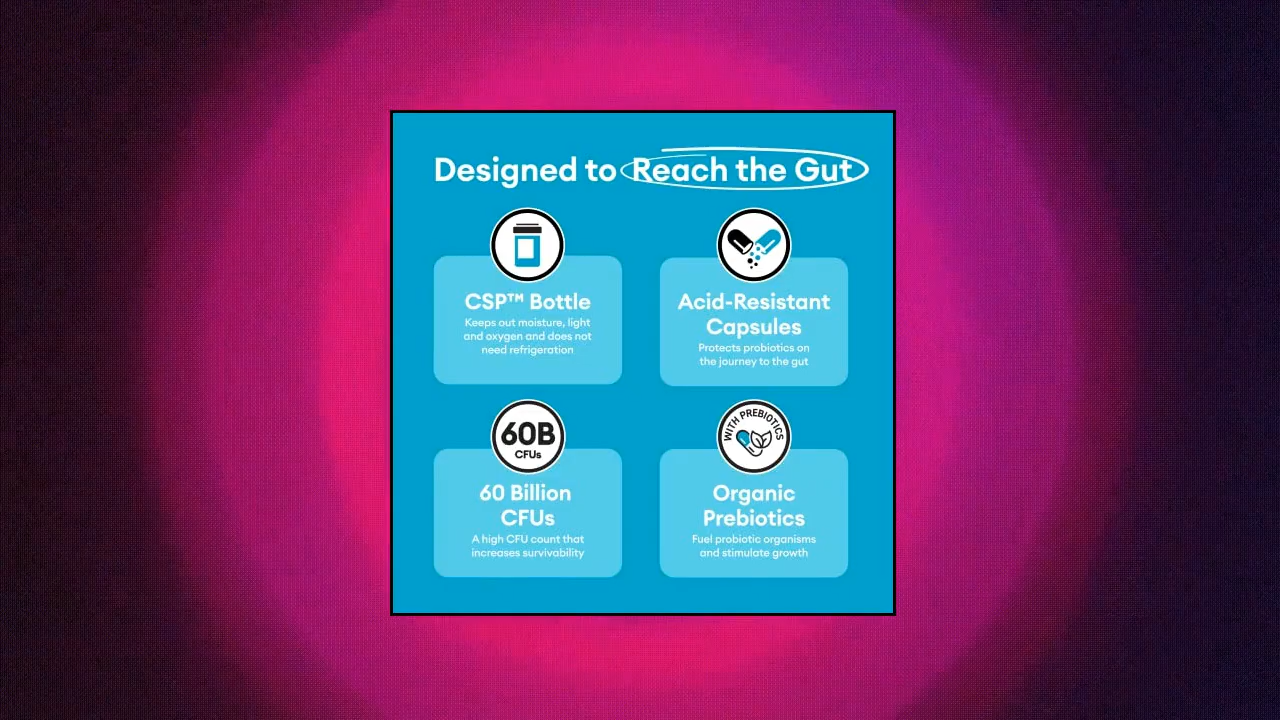 Designed to Reach the Gut
CSP™ Bottle
Keeps out moisture, light
and oxygen and does not
need refrigeration
Acid-Resistant
Capsules
Protects probiotics on
the journey to the gut
60B
CFUs
60 Billion
CFUs
A high CFU count that
increases survivability
WITH PREBIOTICS
Organic
Prebiotics
Fuel probiotic organisms
and stimulate growth